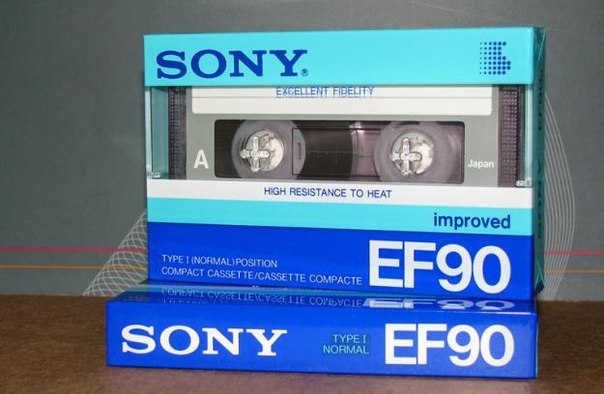 SONY®
EXCELLENT FIDELITY
A
Japan
HIGH RESISTANCE TO HEAT
improved
TYPE I (NORMAL) POSITION
COMPACT CASSETTE/CASSETTE COMPACTE
EF90
SONY
TYPE I
NORMAL
EF90